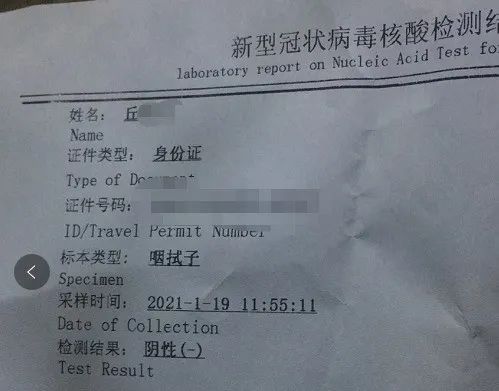 新型冠状病毒核酸检测结
laboratory report on Nucleic Acid Test for
姓名: 丘
Name
证件类型: 身份证
Type of
证件号码:
ID/Travel Permit Number
标本类型: 咽拭子
Specimen
采样时间: 2021-1-19 11:55:11
Date of Collection
检测结果: 阴性(-)
Test Result